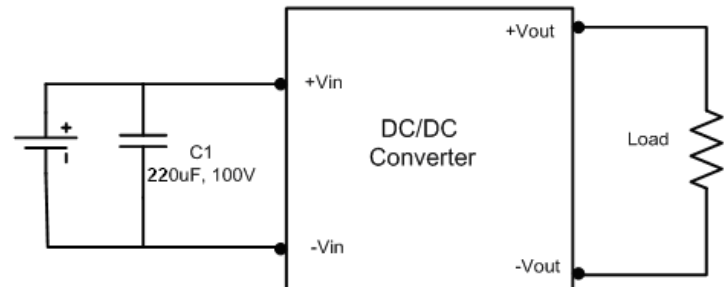 +Vout
+Vin
DC/DC
Converter
Load
C1
220uF, 100V
-Vin
-Vout
+
-